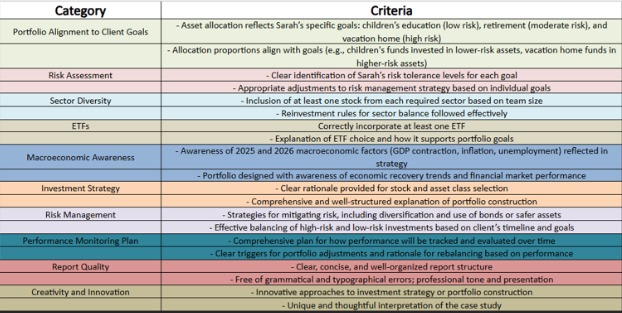 Category Criteria
Portfolio Alignment to Client Goals
- Asset allocation reflects Sarah's specific goals: children's education (low risk), retirement (moderate risk), and
vacation home (high risk)
- Allocation proportions align with goals (e.g., children's funds invested in lower-risk assets, vacation home funds in
higher-risk assets)
Risk Assessment
- Clear identification of Sarah's risk tolerance levels for each goal
- Appropriate adjustments to risk management strategy based on individual goals
Sector Diversity
- Inclusion of at least one stock from each required sector based on team size
- Reinvestment rules for sector balance followed effectively
ETFs
Correctly incorporate at least one ETF
- Explanation of ETF choice and how it supports portfolio goals
Macroeconomic Awareness
- Awareness of 2025 and 2026 macroeconomic factors (GDP contraction, inflation, unemployment) reflected in
strategy
- Portfolio designed with awareness of economic recovery trends and financial market performance
Investment Strategy
- Clear rationale provided for stock and asset class selection
- Comprehensive and well-structured explanation of portfolio construction
Risk Management
- Strategies for mitigating risk, including diversification and use of bonds or safer assets
- Effective balancing of high-risk and low-risk investments based on client's timeline and goals
Performance Monitoring Plan
- Comprehensive plan for how performance will be tracked and evaluated over time
- Clear triggers for portfolio adjustments and rationale for rebalancing based on performance
Report Quality
- Clear, concise, and well-organized report structure
- Free of grammatical and typographical errors; professional tone and presentation
Creativity and Innovation
- Innovative approaches to investment strategy or portfolio construction
- Unique and thoughtful interpretation of the case study